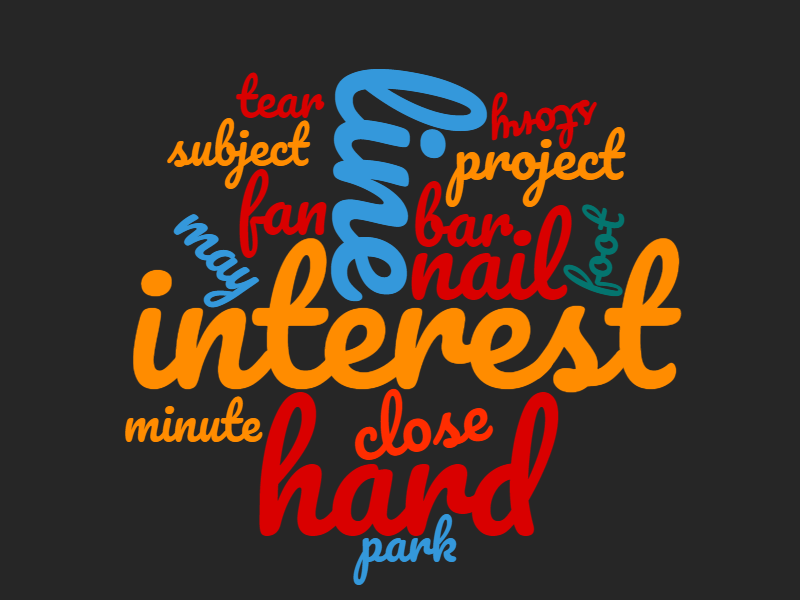 tear
line
story
subject
project
fan
bar
may
nail
foot
interest
minute
close
hard
park